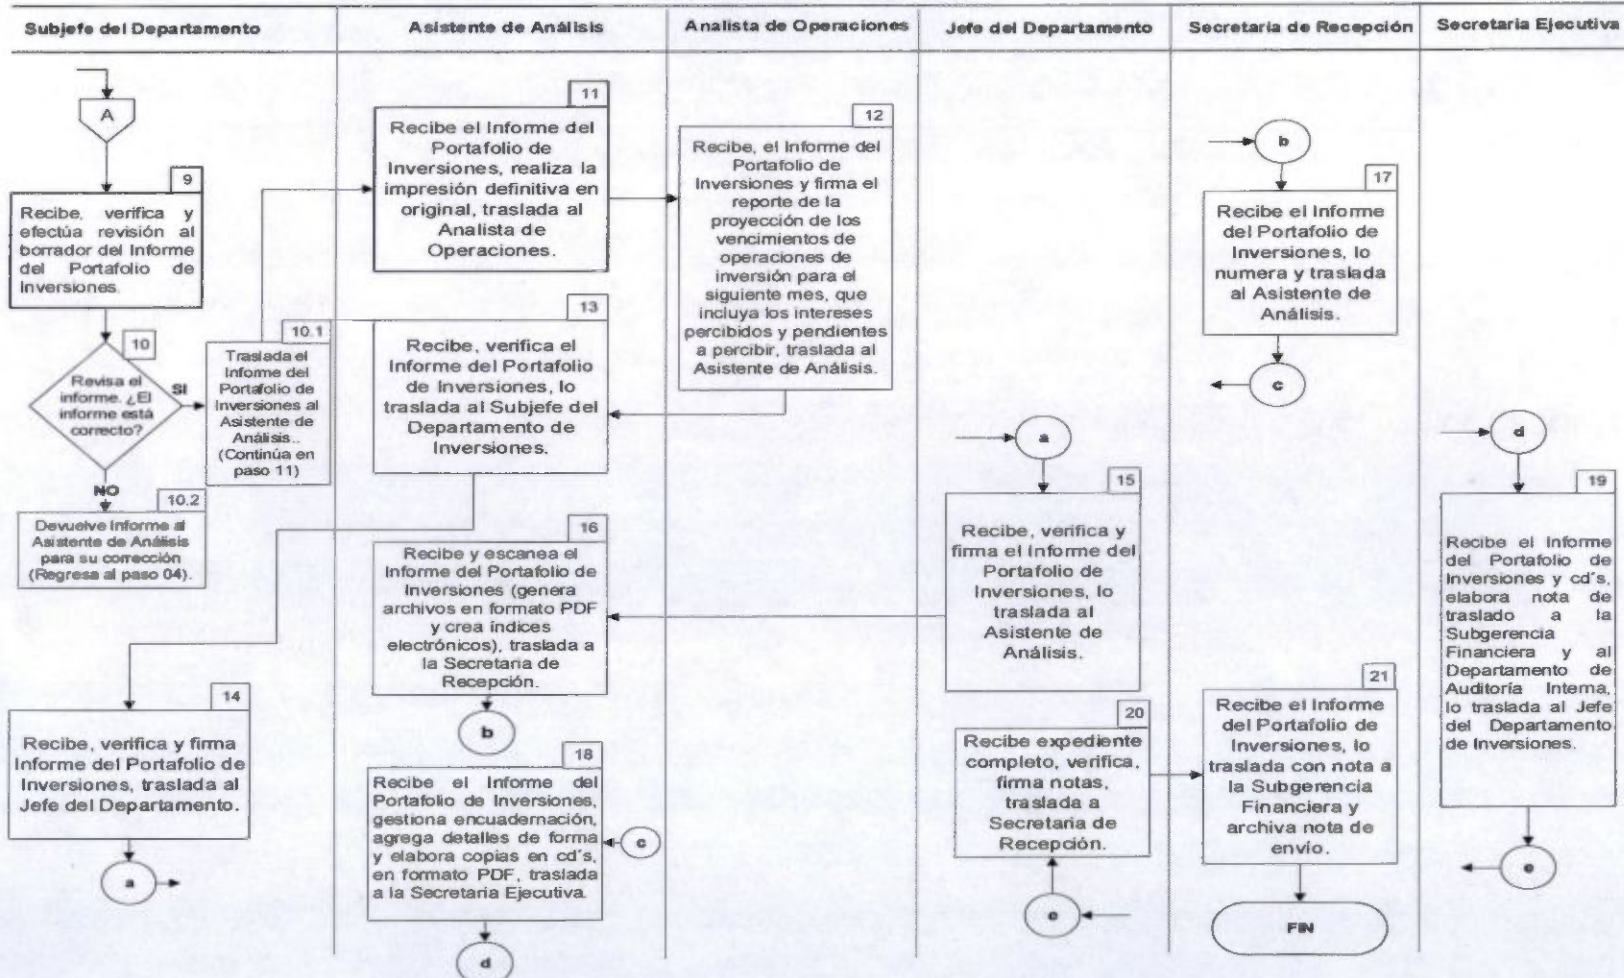 Subjefe del Departamento
Asistente de Análisis
Analista de Operaciones
Jefe del Departamento
Secretaria de Recepción
Secretaria Ejecutiva
A
9
Recibe, verifica y
efectúa revisión al
borrador del Informe
del Portafolio de
Inversiones.
10
Revisa el
informe. ¿El
informe está
correcto?
SI
NO
10.1
Traslada el
Informe del
Portafolio de
Inversiones al
Asistente de
Análisis..
(Continúa en
paso 11)
10.2
Devuelve Informe al
Asistente de Análisis
para su corrección
(Regresa al paso 04).
14
Recibe, verifica y firma
Informe del Portafolio de
Inversiones, traslada al
Jefe del Departamento.
a
11
Recibe el Informe del
Portafolio de
Inversiones, realiza la
impresión definitiva en
original, traslada al
Analista de
Operaciones.
13
Recibe, verifica el
Informe del Portafolio
de Inversiones, lo
traslada al Subjefe del
Departamento de
Inversiones.
16
Recibe y escanea el
Informe del Portafolio de
Inversiones (genera
archivos en formato PDF
y crea índices
electrónicos), traslada a
la Secretaria de
Recepción.
b
18
Recibe el Informe del
Portafolio de Inversiones,
gestiona encuadernación,
agrega detalles de forma
y elabora copias en cd´s,
en formato PDF, traslada
a la Secretaria Ejecutiva.
c
d
12
Recibe, el Informe del
Portafolio de
Inversiones y firma el
reporte de la
proyección de los
vencimientos de
operaciones de
inversión para el
siguiente mes, que
incluya los intereses
percibidos y pendientes
a percibir, traslada al
Asistente de Análisis.
a
15
Recibe, verifica y
firma el Informe del
Portafolio de
Inversiones, lo
traslada al
Asistente de
Análisis.
20
Recibe expediente
completo, verifica,
firma notas,
traslada a
Secretaria de
Recepción.
e
b
17
Recibe el Informe
del Portafolio de
Inversiones, lo
numera y traslada
al Asistente de
Análisis.
c
21
Recibe el Informe
del Portafolio de
Inversiones, lo
traslada con nota a
la Subgerencia
Financiera y
archiva nota de
envío.
FIN
d
19
Recibe el Informe
del Portafolio de
Inversiones y cd´s,
elabora nota de
traslado a la
Subgerencia
Financiera y al
Departamento de
Auditoría Interna,
lo traslada al Jefe
del Departamento
de Inversiones.
e